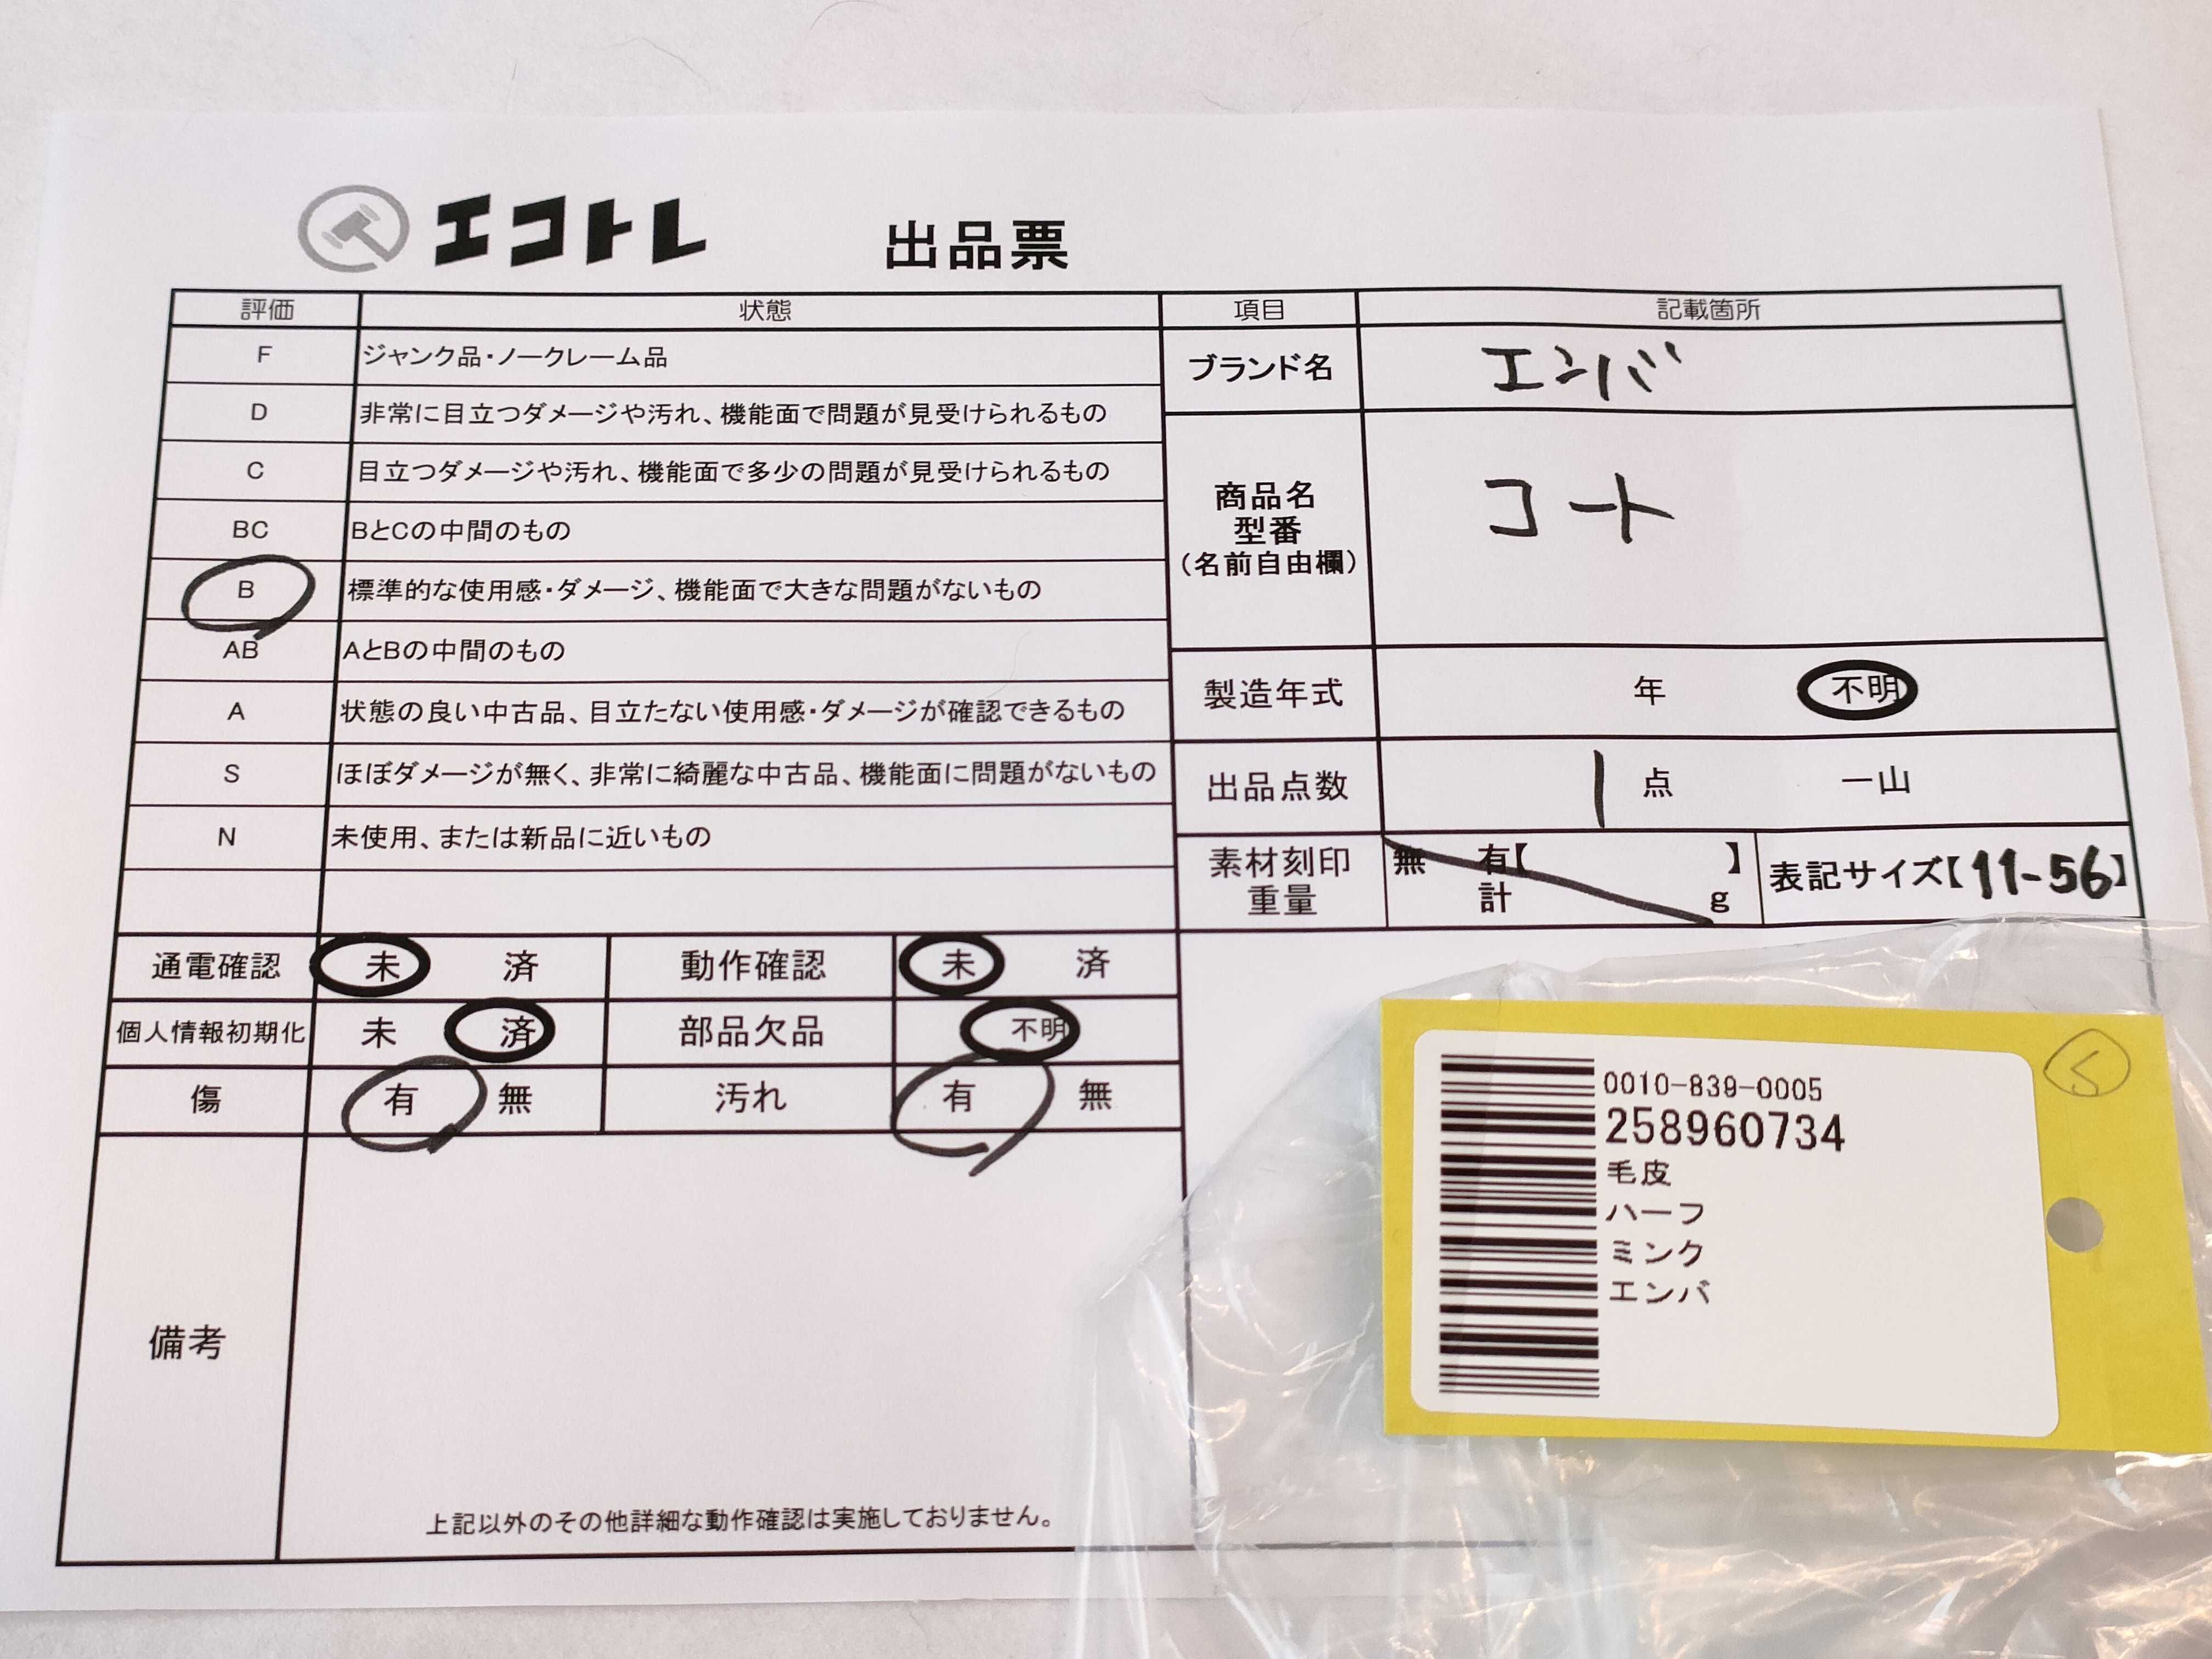 エコトレ 出品票
評価 状態
F ジャンク品・ノークレーム品
D 非常に目立つダメージや汚れ、機能面で問題が見受けられるもの
C 目立つダメージや汚れ、機能面で多少の問題が見受けられるもの
BC BとCの中間のもの
B 標準的な使用感・ダメージ、機能面で大きな問題がないもの
AB AとBの中間のもの
A 状態の良い中古品、目立たない使用感・ダメージが確認できるもの
S ほぼダメージが無く、非常に綺麗な中古品、機能面に問題がないもの
N 未使用、または新品に近いもの
項目 記載箇所
ブランド名 エンバ
商品名
型番
(名前自由欄)
コート
製造年式 年 不明
出品点数 1 点 一山
素材刻印 無 有【 】
重量 計 g
表記サイズ【11-56】
通電確認 未 済 動作確認 未 済
個人情報初期化 未 済 部品欠品 不明
傷 有 無 汚れ 有 無
備考
上記以外のその他詳細な動作確認は実施しておりません。
0010-839-0005
258960734
毛皮
ハーフ
ミンク
エンバ